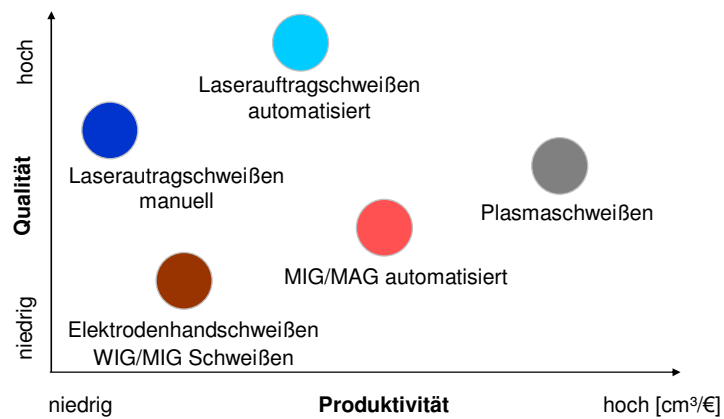 hoch
Laserauftragschweißen
automatisiert
Laserautragschweißen
manuell
Qualität
Plasmaschweißen
MIG/MAG automatisiert
niedrig
Elektrodenhandschweißen
WIG/MIG Schweißen
niedrig Produktivität hoch [cm³/€]